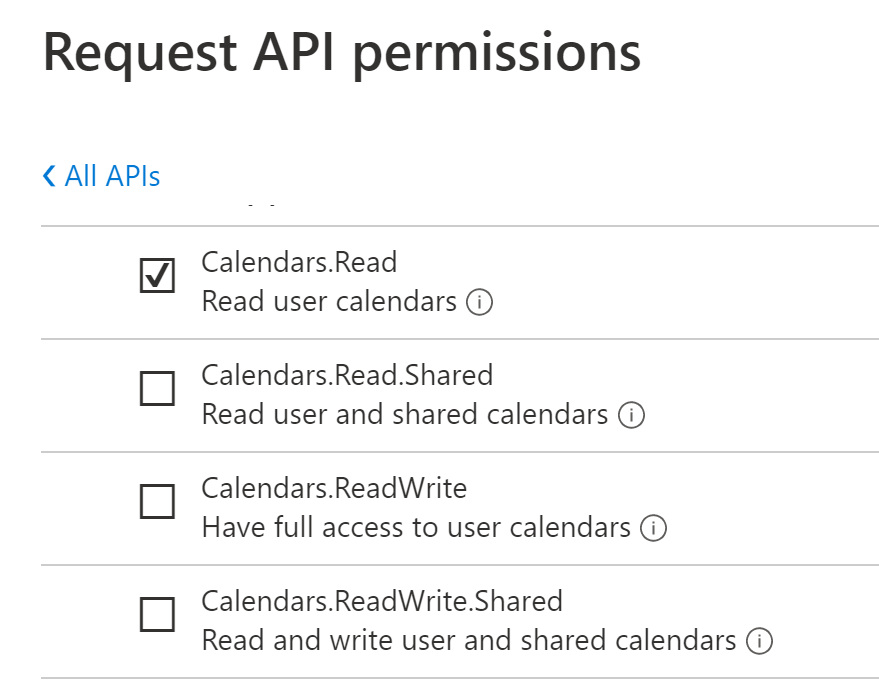 Request API permissions
All APIs
Calendars.Read
Read user calendars
Calendars.Read.Shared
Read user and shared calendars
Calendars.ReadWrite
Have full access to user calendars
Calendars.ReadWrite.Shared
Read and write user and shared calendars